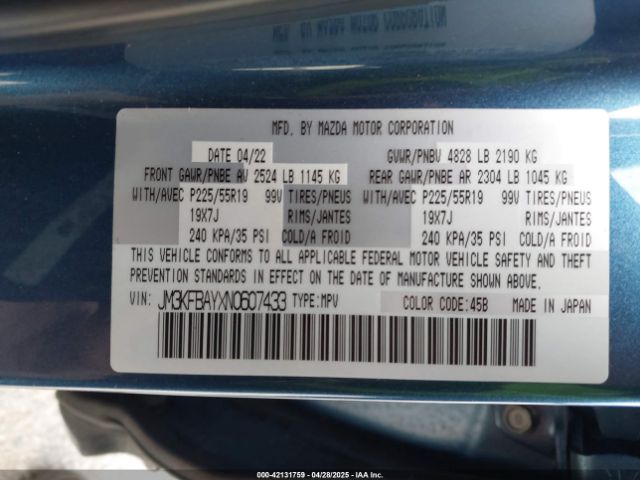 MFD. BY MAZDA MOTOR CORPORATION
DATE 04/22 GVWR/PNBV 4828 LB 2190 KG
FRONT GAWR/PNBE AV 2524 LB 1145 KG REAR GAWR/PNBE AR 2304 LB 1045 KG
WITH/AVEC P225/55R19 99V TIRES/PNEUS WITH/AVEC P225/55R19 99V TIRES/PNEUS
19X7J RIMS/JANTES 19X7J RIMS/JANTES
240 KPA/35 PSI COLD/A FROID 240 KPA/35 PSI COLD/A FROID
THIS VEHICLE CONFORMS TO ALL APPLICABLE FEDERAL MOTOR VEHICLE SAFETY AND THEFT
PREVENTION STANDARDS IN EFFECT ON THE DATE OF MANUFACTURE SHOWN ABOVE.
VIN: JM3KFBAYXN0607433 TYPE: MPV COLOR CODE: 45B MADE IN JAPAN
000-42131759 04/28/2025 IAA Inc.